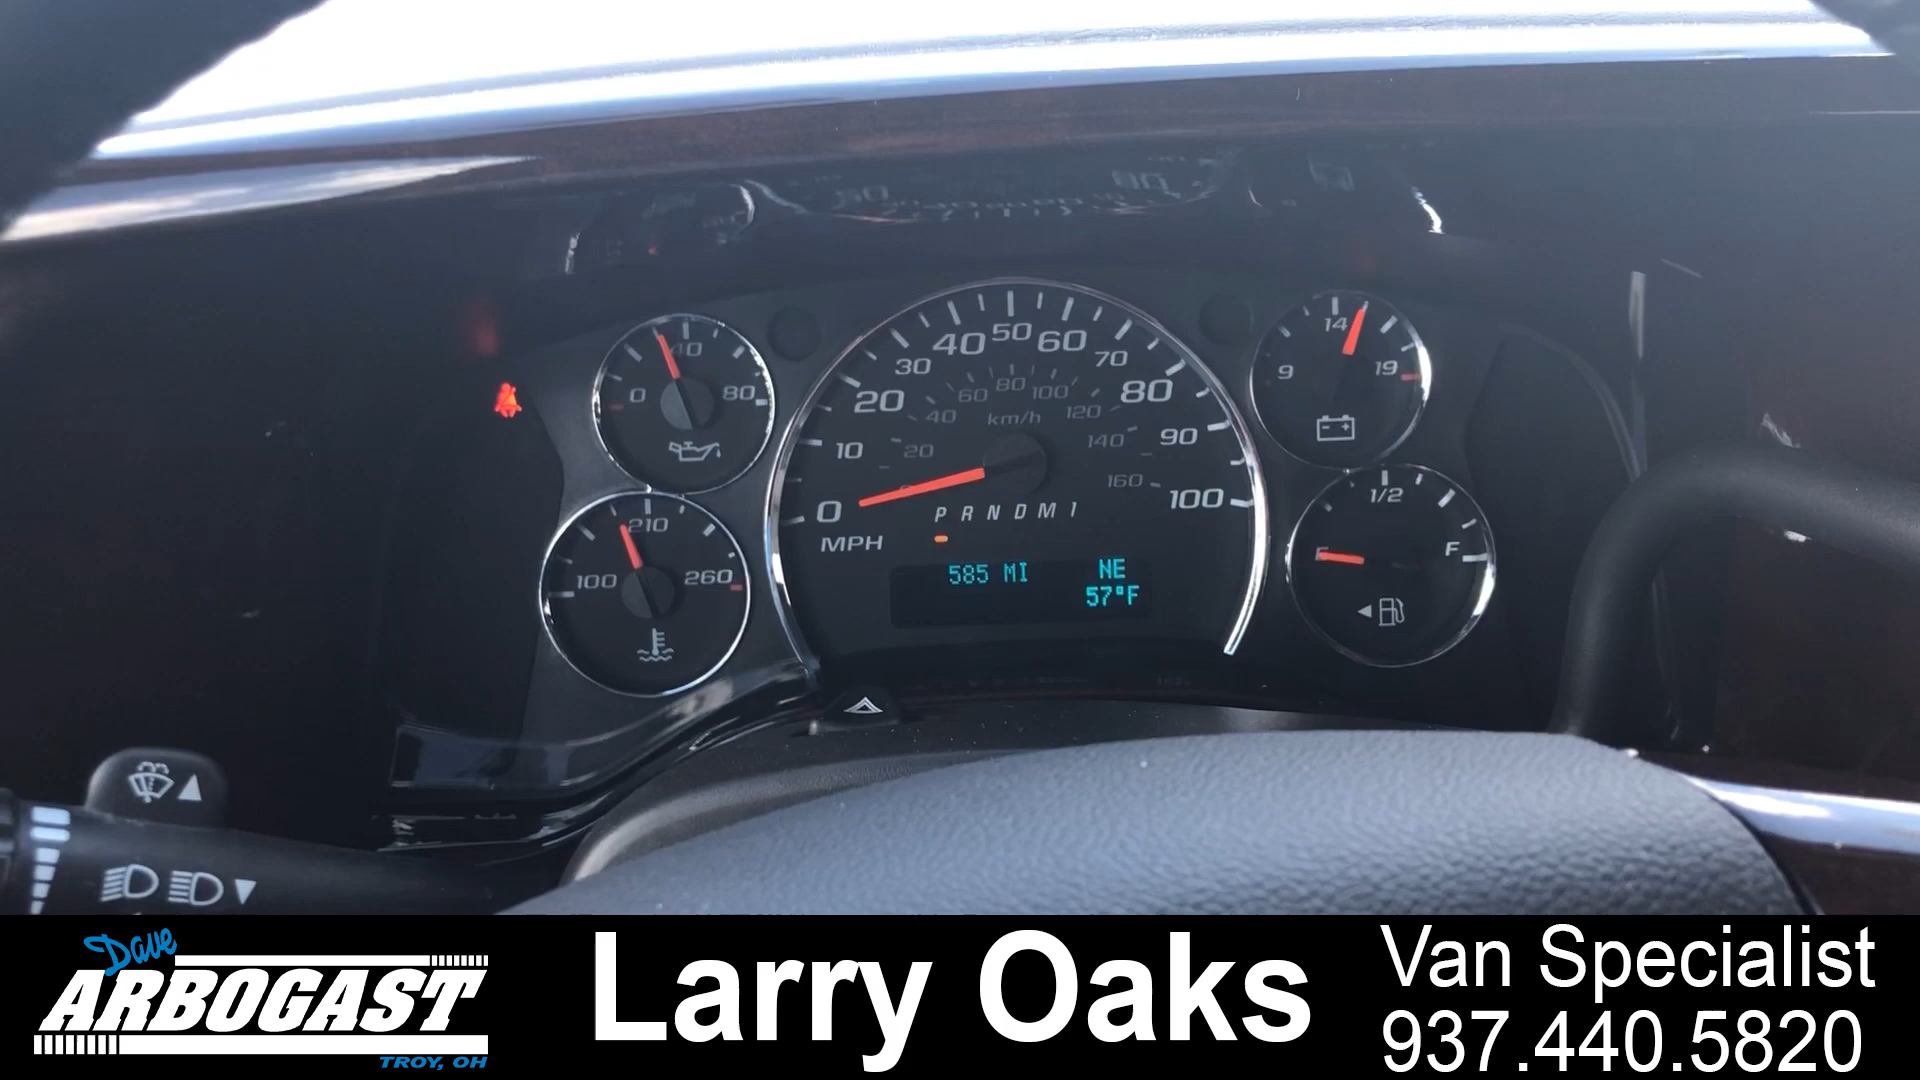 40 50 60
30 70
20 80
10 90
0 100
60 80 100
40 120
20 140
160
km/h
MPH
P R N D M 1
585 MI NE
57°F
0 40 80
100 210 260
9 14 19
1/2
F
Dave
ARBOGAST
TROY, OH
Larry Oaks
Van Specialist
937.440.5820